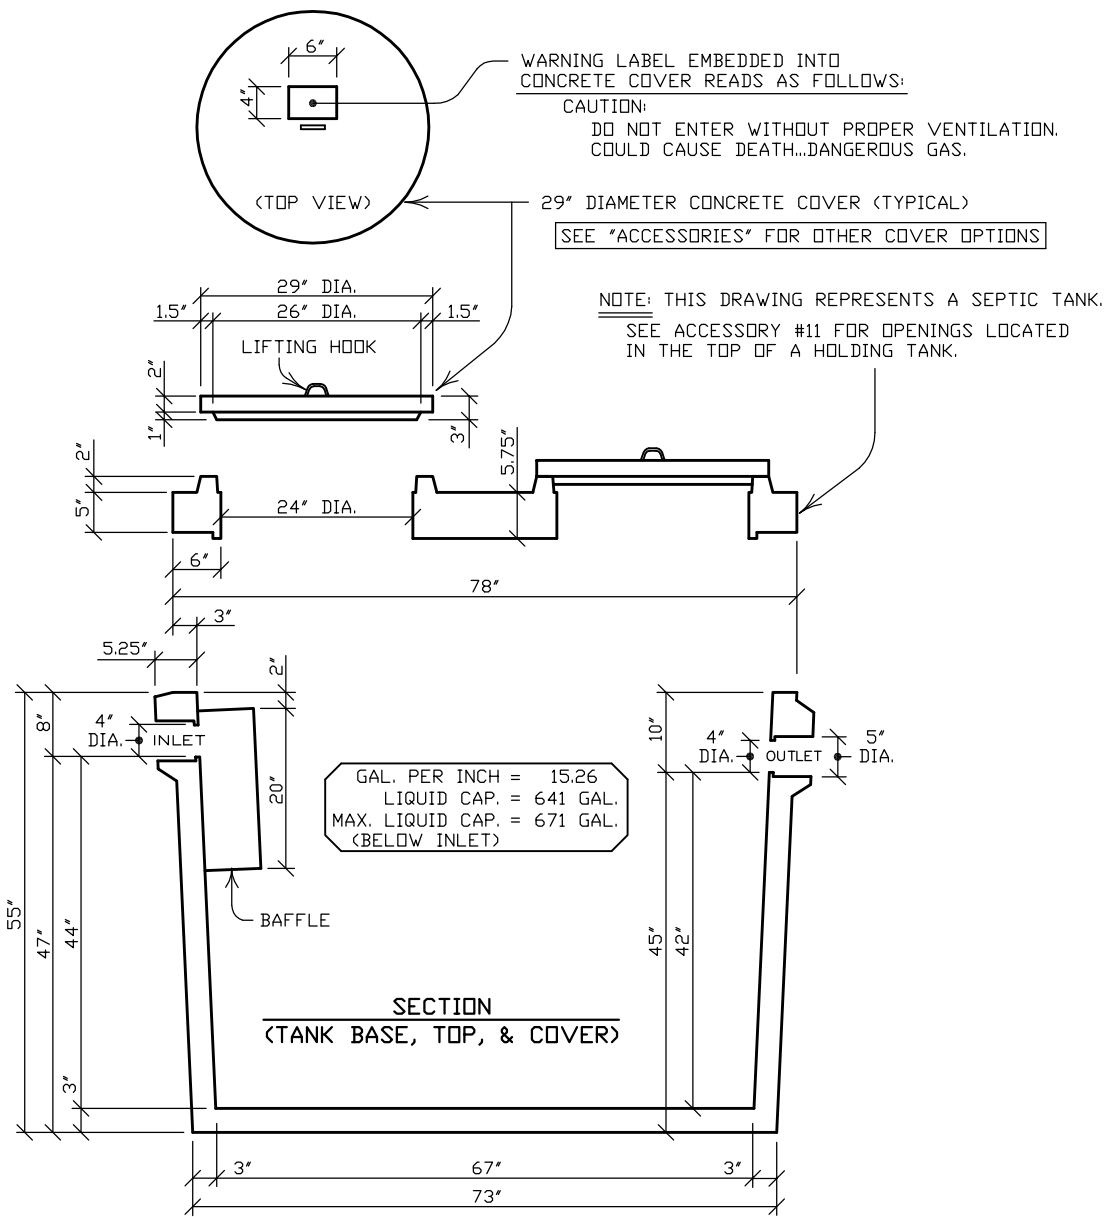 6"
4"
WARNING LABEL EMBEDDED INTO
CONCRETE COVER READS AS FOLLOWS:
CAUTION:
DO NOT ENTER WITHOUT PROPER VENTILATION.
COULD CAUSE DEATH...DANGEROUS GAS.
(TOP VIEW)
29" DIAMETER CONCRETE COVER (TYPICAL)
SEE "ACCESSORIES" FOR OTHER COVER OPTIONS
29" DIA.
1.5" 26" DIA. 1.5"
NOTE: THIS DRAWING REPRESENTS A SEPTIC TANK.
SEE ACCESSORY #11 FOR OPENINGS LOCATED
IN THE TOP OF A HOLDING TANK.
LIFTING HOOK
2"
1"
3"
5.75"
2"
5"
24" DIA.
6"
78"
3"
5.25"
2"
8"
4"
DIA.
INLET
10"
4"
DIA.
OUTLET
5"
DIA.
20"
GAL. PER INCH = 15.26
LIQUID CAP. = 641 GAL.
MAX. LIQUID CAP. = 671 GAL.
(BELOW INLET)
BAFFLE
55"
47"
44"
45"
42"
SECTION
(TANK BASE, TOP, & COVER)
3"
3" 67" 3"
73"